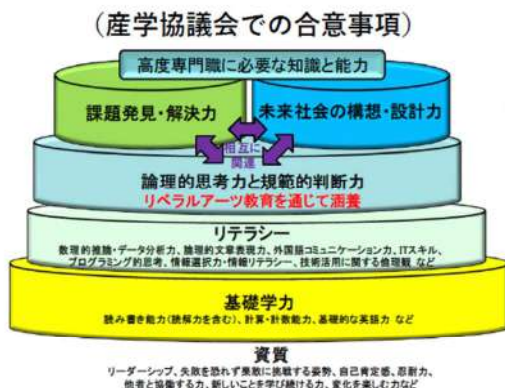 (産学協議会での合意事項)
高度専門職に必要な知識と能力
課題発見・解決力
未来社会の構想・設計力
相互に
関連
論理的思考力と規範的判断力
リベラルアーツ教育を通じて涵養
リテラシー
数理的推論・データ分析力、論理的文章表現力、外国語コミュニケーション力、ITスキル、
プログラミング的思考、情報選択力・情報リテラシー、技術活用に関する倫理観 など
基礎学力
読み書き能力(読解力を含む)、計算・計数能力、基礎的な英語力 など
資質
リーダーシップ、失敗を恐れず果敢に挑戦する姿勢、自己肯定感、忍耐力、
他者と協働する力、新しいことを学び続ける力、変化を楽しむ力など